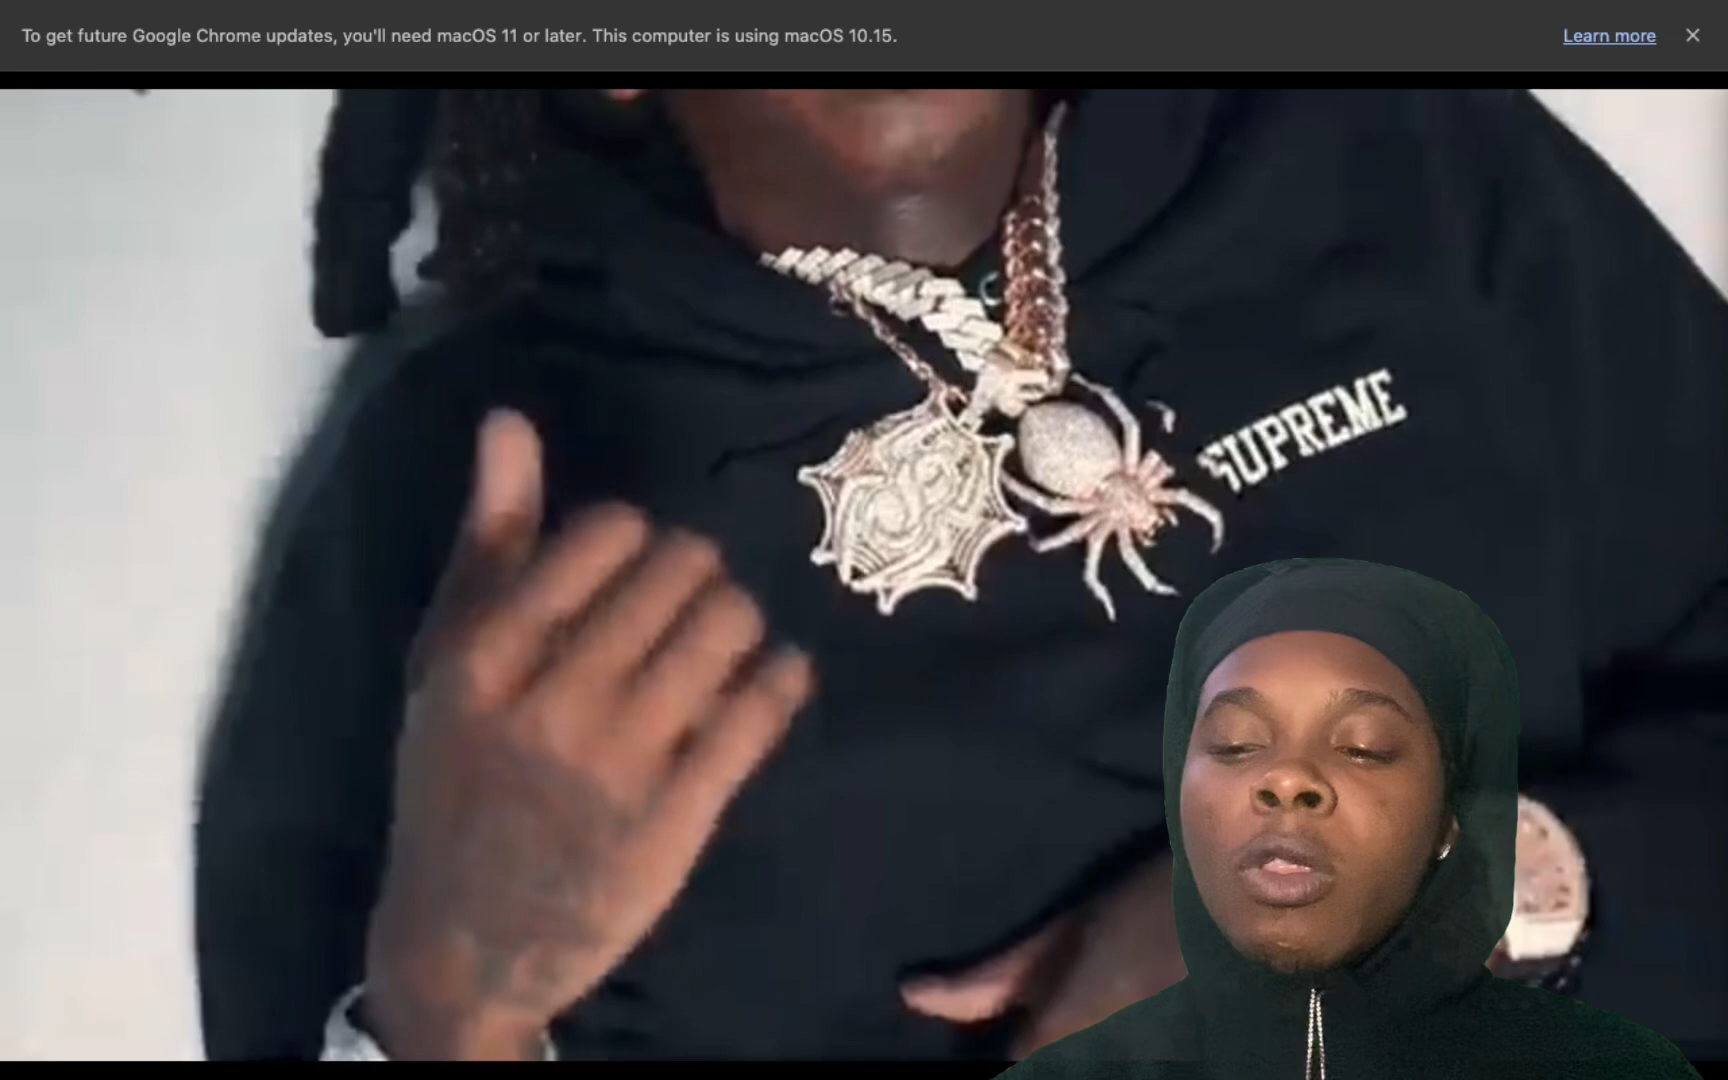 To get future Google Chrome updates, you'll need macOS 11 or later. This computer is using macOS 10.15.
Learn more
SUPREME